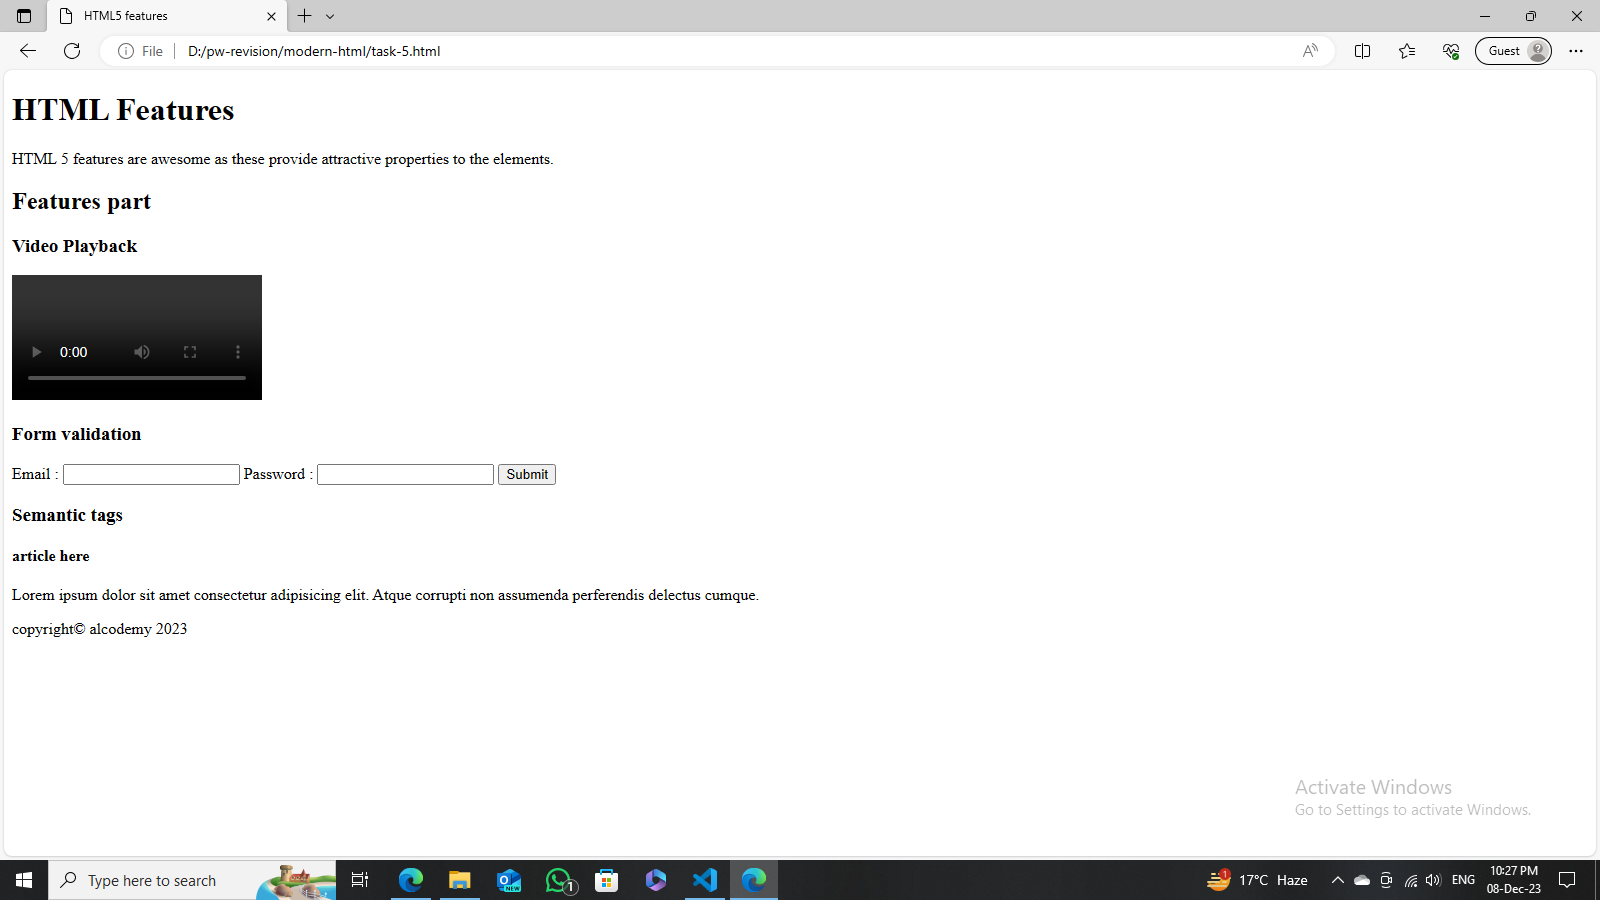 HTML5 features
File
D:/pw-revision/modern-html/task-5.html
Guest
HTML Features
HTML 5 features are awesome as these provide attractive properties to the elements.
Features part
Video Playback
0:00
Form validation
Email : Password : Submit
Semantic tags
article here
Lorem ipsum dolor sit amet consectetur adipisicing elit. Atque corrupti non assumenda perferendis delectus cumque.
copyright© alcodemy 2023
Activate Windows
Go to Settings to activate Windows.
Type here to search
NEW
1
1
17°C Haze
ENG
10:27 PM
08-Dec-23